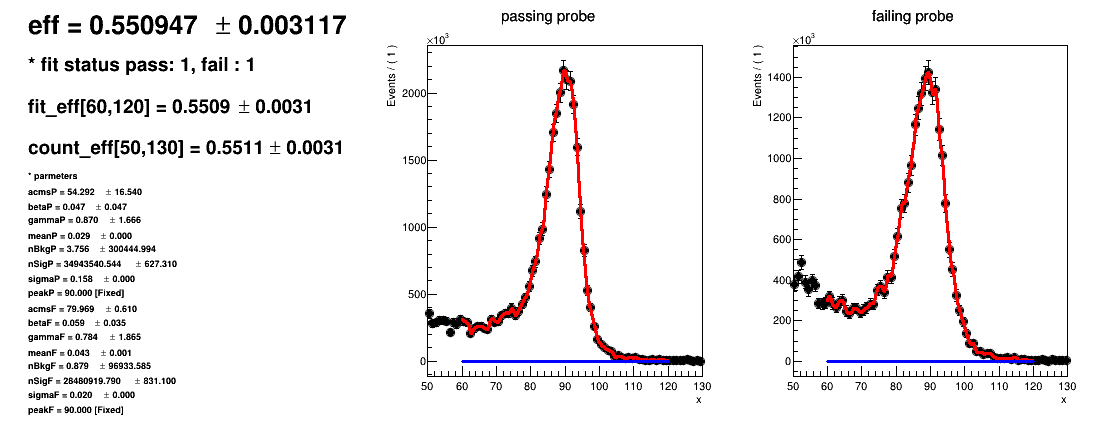 eff = 0.550947 ± 0.003117
* fit status pass: 1, fail : 1
fit_eff[60,120] = 0.5509 ± 0.0031
count_eff[50,130] = 0.5511 ± 0.0031
* parmeters
acmsP = 54.292 ± 16.540
betaP = 0.047 ± 0.047
gammaP = 0.870 ± 1.666
meanP = 0.029 ± 0.000
nBkgP = 3.756 ± 300444.994
nSigP = 34943540.544 ± 627.310
sigmaP = 0.158 ± 0.000
peakP = 90.000 [Fixed]
acmsF = 79.969 ± 0.610
betaF = 0.059 ± 0.035
gammaF = 0.784 ± 1.865
meanF = 0.043 ± 0.001
nBkgF = 0.879 ± 96933.585
nSigF = 28480919.790 ± 831.100
sigmaF = 0.020 ± 0.000
peakF = 90.000 [Fixed]
passing probe
×10³
Events / ( 1 )
2000
1500
1000
500
0
50 60 70 80 90 100 110 120 130
x
failing probe
×10³
Events / ( 1 )
1400
1200
1000
800
600
400
200
0
50 60 70 80 90 100 110 120 130
x